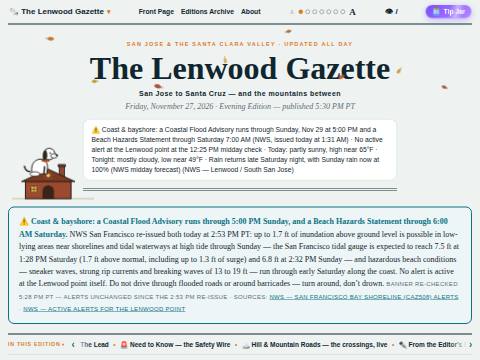 The Lenwood Gazette ▾ Front Page Editions Archive About A A 👁 / Tip Jar
SAN JOSE & THE SANTA CLARA VALLEY · UPDATED ALL DAY
The Lenwood Gazette
San Jose to Santa Cruz — and the mountains between
Friday, November 27, 2026 · Evening Edition — published 5:30 PM PT
⚠️ Coast & bayshore: a Coastal Flood Advisory runs through Sunday, Nov 29 at 5:00 PM and a
Beach Hazards Statement through Saturday 7:00 AM (NWS, issued today at 1:31 AM) · No active
alert at the Lenwood point at the 12:25 PM midday check · Today: partly sunny, high near 65°F ·
Tonight: mostly cloudy, low near 49°F · Rain returns late Saturday night, with Sunday rain now at
100% (NWS midday forecast) (NWS — Lenwood / South San Jose)
⚠️ Coast & bayshore: a Coastal Flood Advisory runs through 5:00 PM Sunday, and a Beach Hazards Statement through 6:00
AM Saturday. NWS San Francisco re-issued both today at 2:53 PM PT: up to 1.7 ft of inundation above ground level is possible in low-
lying areas near shorelines and tidal waterways at high tide through Sunday — the San Francisco tidal gauge is expected to reach 7.5 ft at
1:28 PM Saturday (1.7 ft above normal, including up to 1.3 ft of surge) and 6.8 ft at 2:32 PM Sunday — and the Pacific beaches have hazardous
— sneaker waves, strong rip currents and breaking waves of 13 to 19 ft — run through early Saturday along the coast. No alert is active
at the Lenwood point itself. Do not drive through flooded roads or around barricades — turn around, don't drown. BANNER RE-CHECKED
5:28 PM PT — ALERTS UNCHANGED SINCE THE 2:53 PM RE-ISSUE · SOURCES: NWS — SAN FRANCISCO BAY SHORELINE (CAZ508) ALERTS
· NWS — ACTIVE ALERTS FOR THE LENWOOD POINT
IN THIS EDITION ▸ ‹ The Lead • 🚨 Need to Know — the Safety Wire • Hill & Mountain Roads — the crossings, live • From the Editor's ›